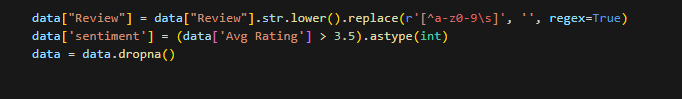 data["Review"] = data["Review"].str.lower().replace(r'[^a-z0-9\s]', '', regex=True)
data['sentiment'] = (data['Avg Rating'] > 3.5).astype(int)
data = data.dropna()